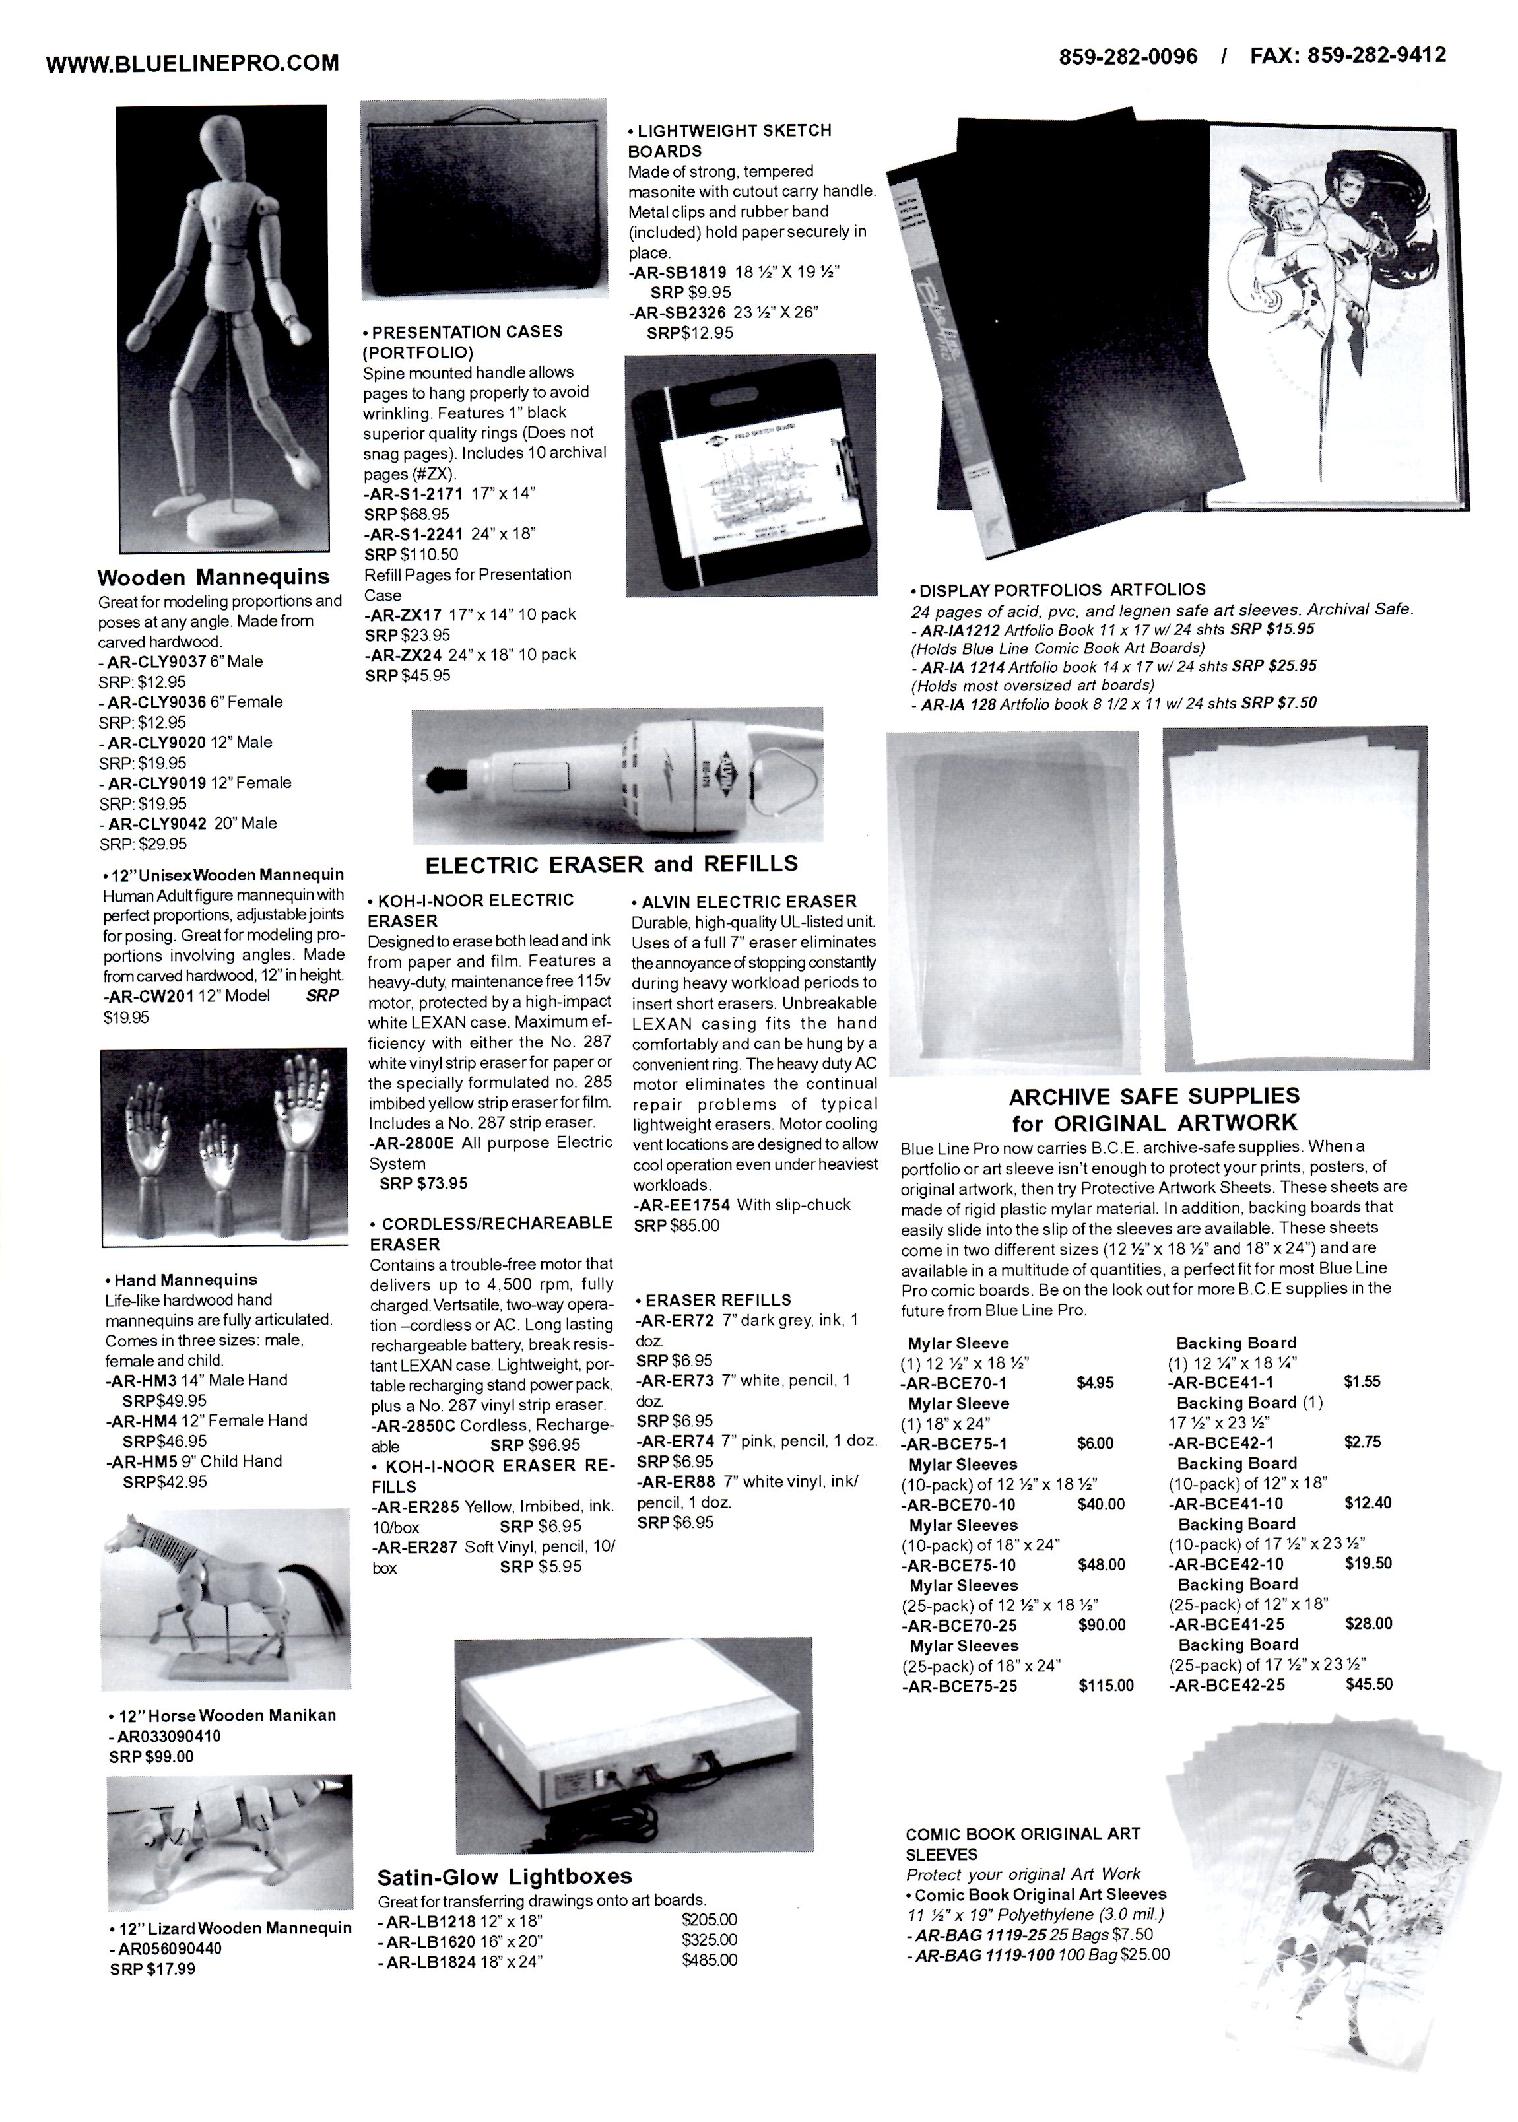 WWW.BLUELINEPRO.COM
859-282-0096 / FAX: 859-282-9412
Wooden Mannequins
Great for modeling proportions and
poses at any angle. Made from
carved hardwood.
- AR-CLY9037 6" Male
SRP: $12.95
- AR-CLY9036 6" Female
SRP: $12.95
- AR-CLY9020 12" Male
SRP: $19.95
- AR-CLY9019 12" Female
SRP: $19.95
- AR-CLY9042 20" Male
SRP: $29.95
• 12" Unisex Wooden Mannequin
Human Adult figure mannequin with
perfect proportions, adjustable joints
for posing. Great for modeling pro-
portions involving angles. Made
from carved hardwood, 12" in height.
-AR-CW201 12" Model SRP
$19.95
• Hand Mannequins
Life-like hardwood hand
mannequins are fully articulated.
Comes in three sizes: male,
female and child.
-AR-HM3 14" Male Hand
SRP$49.95
-AR-HM4 12" Female Hand
SRP$46.95
-AR-HM5 9" Child Hand
SRP$42.95
• 12" Horse Wooden Manikan
- AR033090410
SRP $99.00
• 12" Lizard Wooden Mannequin
- AR056090440
SRP $17.99
• PRESENTATION CASES
(PORTFOLIO)
Spine mounted handle allows
pages to hang properly to avoid
wrinkling. Features 1" black
superior quality rings (Does not
snag pages). Includes 10 archival
pages (#ZX).
-AR-S1-2171 17" x 14"
SRP $68.95
-AR-S1-2241 24" x 18"
SRP $110.50
Refill Pages for Presentation
Case
-AR-ZX17 17" x 14" 10 pack
SRP $23.95
-AR-ZX24 24" x 18" 10 pack
SRP $45.95
• LIGHTWEIGHT SKETCH
BOARDS
Made of strong, tempered
masonite with cutout carry handle.
Metal clips and rubber band
(included) hold paper securely in
place.
-AR-SB1819 18 ½" X 19 ½"
SRP $9.95
-AR-SB2326 23 ½" X 26"
SRP$12.95
FIELD SKETCH BOARD
ALVIN
ELECTRIC ERASER and REFILLS
• KOH-I-NOOR ELECTRIC
ERASER
Designed to erase both lead and ink
from paper and film. Features a
heavy-duty, maintenance free 115v
motor, protected by a high-impact
white LEXAN case. Maximum ef-
ficiency with either the No. 287
white vinyl strip eraser for paper or
the specially formulated no. 285
imbibed yellow strip eraser for film.
Includes a No. 287 strip eraser.
-AR-2800E All purpose Electric
System
SRP $73.95
• CORDLESS/RECHAREABLE
ERASER
Contains a trouble-free motor that
delivers up to 4,500 rpm, fully
charged. Vertsatile, two-way opera-
tion –cordless or AC. Long lasting
rechargeable battery, break resis-
tant LEXAN case. Lightweight, por-
table recharging stand power pack,
plus a No. 287 vinyl strip eraser.
-AR-2850C Cordless, Recharge-
able SRP $96.95
• KOH-I-NOOR ERASER RE-
FILLS
-AR-ER285 Yellow, Imbibed, ink.
10/box SRP $6.95
-AR-ER287 Soft Vinyl, pencil, 10/
box SRP $5.95
• ALVIN ELECTRIC ERASER
Durable, high-quality UL-listed unit.
Uses of a full 7" eraser eliminates
the annoyance of stopping constantly
during heavy workload periods to
insert short erasers. Unbreakable
LEXAN casing fits the hand
comfortably and can be hung by a
convenient ring. The heavy duty AC
motor eliminates the continual
repair problems of typical
lightweight erasers. Motor cooling
vent locations are designed to allow
cool operation even under heaviest
workloads.
-AR-EE1754 With slip-chuck
SRP $85.00
• ERASER REFILLS
-AR-ER72 7" dark grey, ink, 1
doz.
SRP $6.95
-AR-ER73 7" white, pencil, 1
doz.
SRP $6.95
-AR-ER74 7" pink, pencil, 1 doz.
SRP $6.95
-AR-ER88 7" white vinyl, ink/
pencil, 1 doz.
SRP $6.95
Satin-Glow Lightboxes
Great for transferring drawings onto art boards.
- AR-LB1218 12" x 18" $205.00
- AR-LB1620 16" x 20" $325.00
- AR-LB1824 18" x 24" $485.00
• DISPLAY PORTFOLIOS ARTFOLIOS
24 pages of acid, pvc, and legnen safe art sleeves. Archival Safe.
- AR-IA1212 Artfolio Book 11 x 17 w/ 24 shts SRP $15.95
(Holds Blue Line Comic Book Art Boards)
- AR-IA 1214 Artfolio book 14 x 17 w/ 24 shts SRP $25.95
(Holds most oversized art boards)
- AR-IA 128 Artfolio book 8 1/2 x 11 w/ 24 shts SRP $7.50
ARCHIVE SAFE SUPPLIES
for ORIGINAL ARTWORK
Blue Line Pro now carries B.C.E. archive-safe supplies. When a
portfolio or art sleeve isn't enough to protect your prints, posters, of
original artwork, then try Protective Artwork Sheets. These sheets are
made of rigid plastic mylar material. In addition, backing boards that
easily slide into the slip of the sleeves are available. These sheets
come in two different sizes (12 ½" x 18 ½" and 18" x 24") and are
available in a multitude of quantities, a perfect fit for most Blue Line
Pro comic boards. Be on the look out for more B.C.E supplies in the
future from Blue Line Pro.
Mylar Sleeve
(1) 12 ½" x 18 ½"
-AR-BCE70-1 $4.95
Mylar Sleeve
(1) 18" x 24"
-AR-BCE75-1 $6.00
Mylar Sleeves
(10-pack) of 12 ½" x 18 ½"
-AR-BCE70-10 $40.00
Mylar Sleeves
(10-pack) of 18" x 24"
-AR-BCE75-10 $48.00
Mylar Sleeves
(25-pack) of 12 ½" x 18 ½"
-AR-BCE70-25 $90.00
Mylar Sleeves
(25-pack) of 18" x 24"
-AR-BCE75-25 $115.00
Backing Board
(1) 12 ¼" x 18 ¼"
-AR-BCE41-1 $1.55
Backing Board (1)
17 ½" x 23 ½"
-AR-BCE42-1 $2.75
Backing Board
(10-pack) of 12" x 18"
-AR-BCE41-10 $12.40
Backing Board
(10-pack) of 17 ½" x 23 ½"
-AR-BCE42-10 $19.50
Backing Board
(25-pack) of 12" x 18"
-AR-BCE41-25 $28.00
Backing Board
(25-pack) of 17 ½" x 23 ½"
-AR-BCE42-25 $45.50
COMIC BOOK ORIGINAL ART
SLEEVES
Protect your original Art Work
• Comic Book Original Art Sleeves
11 ½" x 19" Polyethylene (3.0 mil.)
- AR-BAG 1119-25 25 Bags $7.50
- AR-BAG 1119-100 100 Bag $25.00